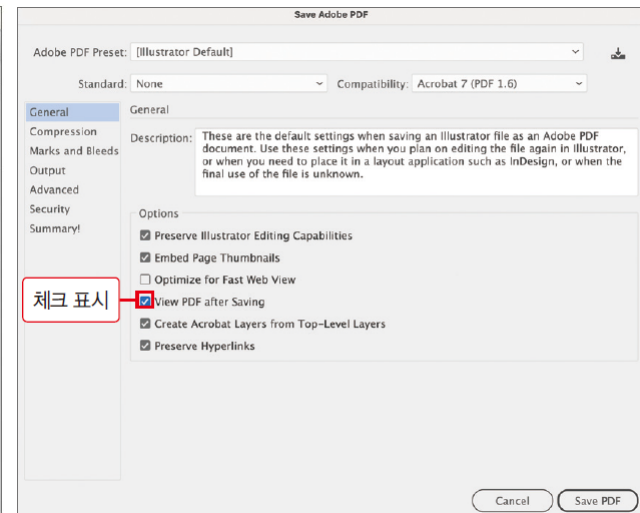 Save Adobe PDF
Adobe PDF Preset: [Illustrator Default]
Standard: None Compatibility: Acrobat 7 (PDF 1.6)
General
Compression
Marks and Bleeds
Output
Advanced
Security
Summary!
General
Description: These are the default settings when saving an Illustrator file as an Adobe PDF
document. Use these settings when you plan on editing the file again in Illustrator,
or when you need to place it in a layout application such as InDesign, or when the
final use of the file is unknown.
Options
Preserve Illustrator Editing Capabilities
Embed Page Thumbnails
Optimize for Fast Web View
체크 표시
View PDF after Saving
Create Acrobat Layers from Top-Level Layers
Preserve Hyperlinks
Cancel Save PDF